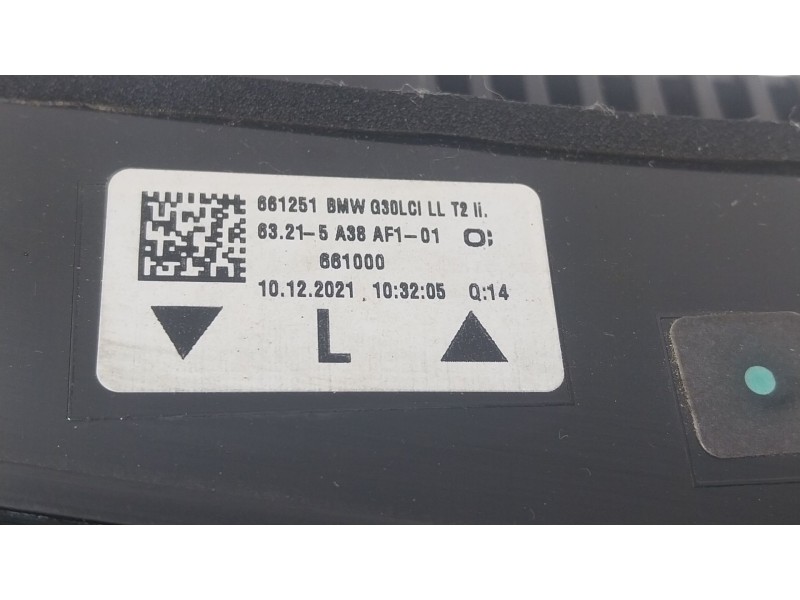 661251 BMW G30LCI LL T2 li.
63.21-5 A38 AF1-01
661000
10.12.2021 10:32:05 Q:14
L